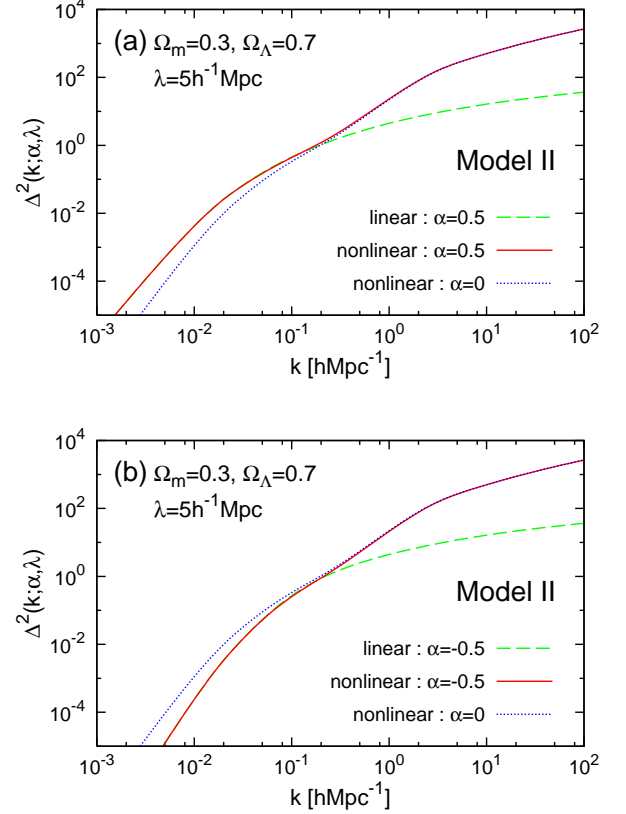 (a) Ωm=0.3, ΩΛ=0.7
λ=5h⁻¹Mpc
Model II
linear : α=0.5
nonlinear : α=0.5
nonlinear : α=0
Δ²(k;α,λ)
10⁴
10²
10⁰
10⁻²
10⁻⁴
10⁻³ 10⁻² 10⁻¹ 10⁰ 10¹ 10²
k [hMpc⁻¹]
(b) Ωm=0.3, ΩΛ=0.7
λ=5h⁻¹Mpc
Model II
linear : α=-0.5
nonlinear : α=-0.5
nonlinear : α=0
Δ²(k;α,λ)
10⁴
10²
10⁰
10⁻²
10⁻⁴
10⁻³ 10⁻² 10⁻¹ 10⁰ 10¹ 10²
k [hMpc⁻¹]